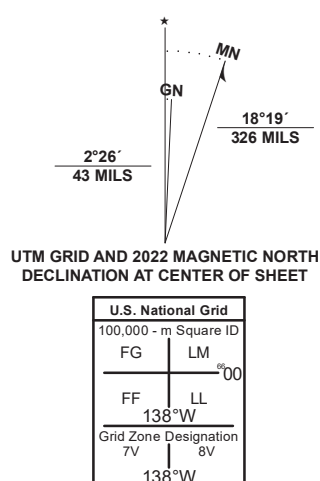 ★
MN
GN
18°19´
326 MILS
2°26´
43 MILS
UTM GRID AND 2022 MAGNETIC NORTH
DECLINATION AT CENTER OF SHEET
U.S. National Grid
100,000 - m Square ID
FG LM
6600
FF LL
138°W
Grid Zone Designation
7V 8V
138°W